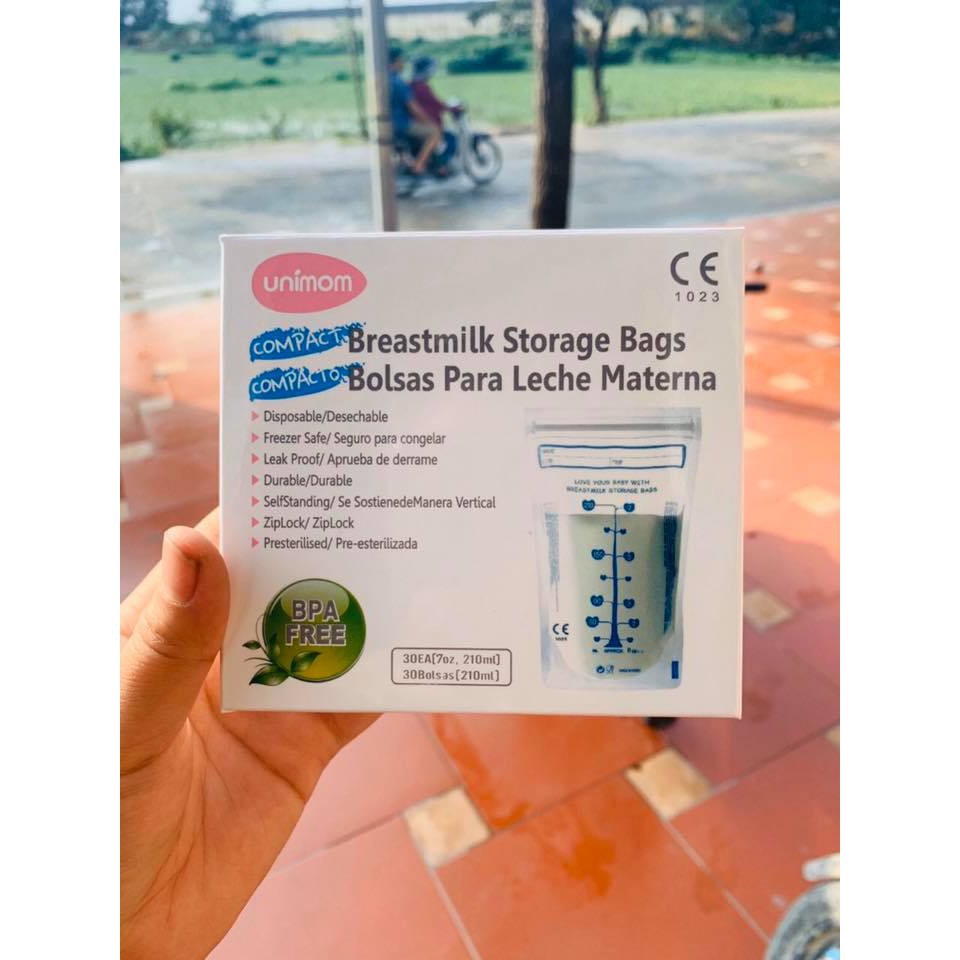 unimom
CE
1023
COMPACT Breastmilk Storage Bags
COMPACTO Bolsas Para Leche Materna
Disposable/Desechable
Freezer Safe/ Seguro para congelar
Leak Proof/ Aprueba de derrame
Durable/Durable
SelfStanding/ Se SostienedeManera Vertical
ZipLock/ ZipLock
Presterilised/ Pre-esterilizada
BPA
FREE
30EA[7oz, 210ml]
30Bolsas[210ml]
LOVE YOUR BABY WITH
BREASTMILK STORAGE BAGS
CE
1023